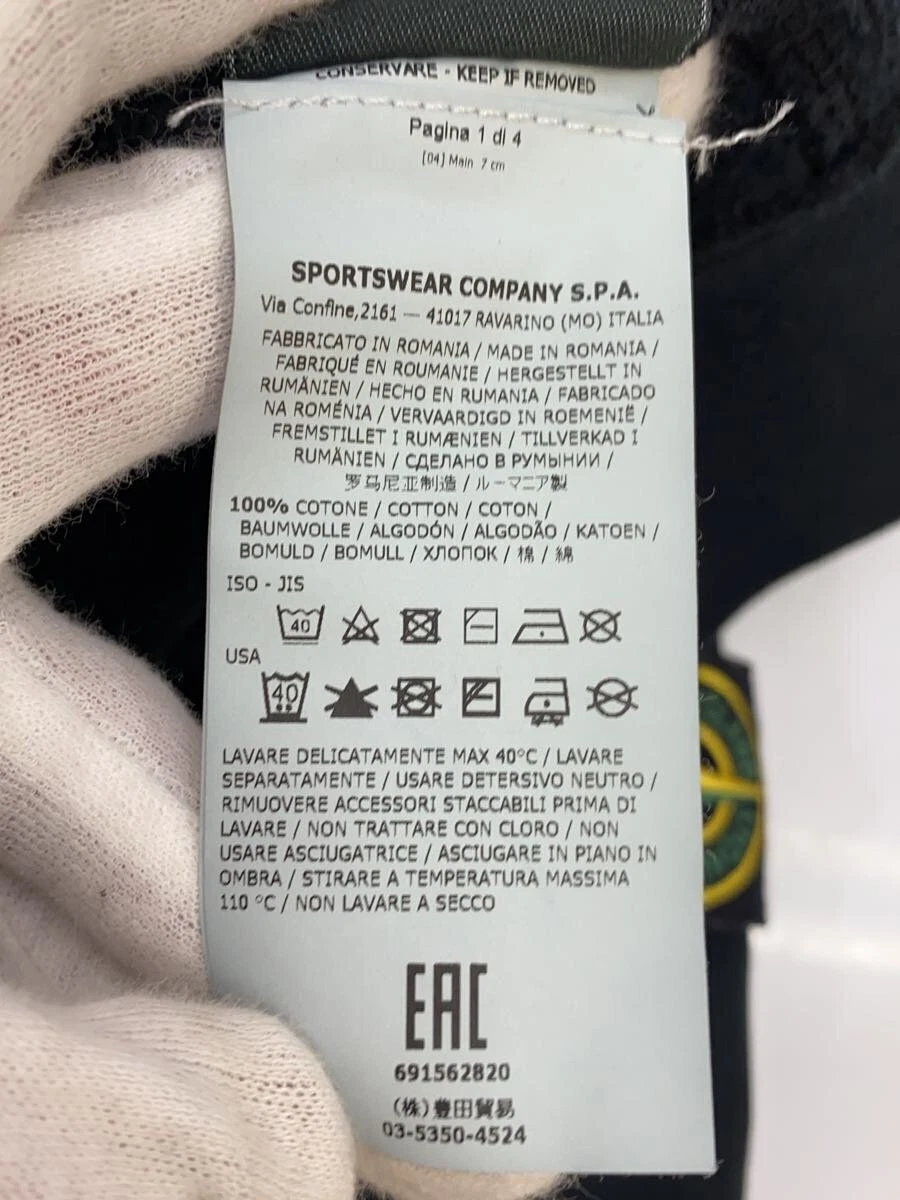 CONSERVARE - KEEP IF REMOVED
Pagina 1 di 4
[04] Main 7 cm
SPORTSWEAR COMPANY S.P.A.
Via Confine,2161 — 41017 RAVARINO (MO) ITALIA
FABBRICATO IN ROMANIA / MADE IN ROMANIA /
FABRIQUÉ EN ROUMANIE / HERGESTELLT IN
RUMÄNIEN / HECHO EN RUMANIA / FABRICADO
NA ROMÉNIA / VERVAARDIGD IN ROEMENIË /
FREMSTILLET I RUMÆNIEN / TILLVERKAD I
RUMÄNIEN / СДЕЛАНО В РУМЫНИИ /
罗马尼亚制造 / ルーマニア製
100% COTONE / COTTON / COTON /
BAUMWOLLE / ALGODÓN / ALGODÃO / KATOEN /
BOMULD / BOMULL / ХЛОПОК / 棉 / 綿
ISO - JIS
40
USA
40
LAVARE DELICATAMENTE MAX 40°C / LAVARE
SEPARATAMENTE / USARE DETERSIVO NEUTRO /
RIMUOVERE ACCESSORI STACCABILI PRIMA DI
LAVARE / NON TRATTARE CON CLORO / NON
USARE ASCIUGATRICE / ASCIUGARE IN PIANO IN
OMBRA / STIRARE A TEMPERATURA MASSIMA
110 °C / NON LAVARE A SECCO
EAC
691562820
(株)豊田貿易
03-5350-4524